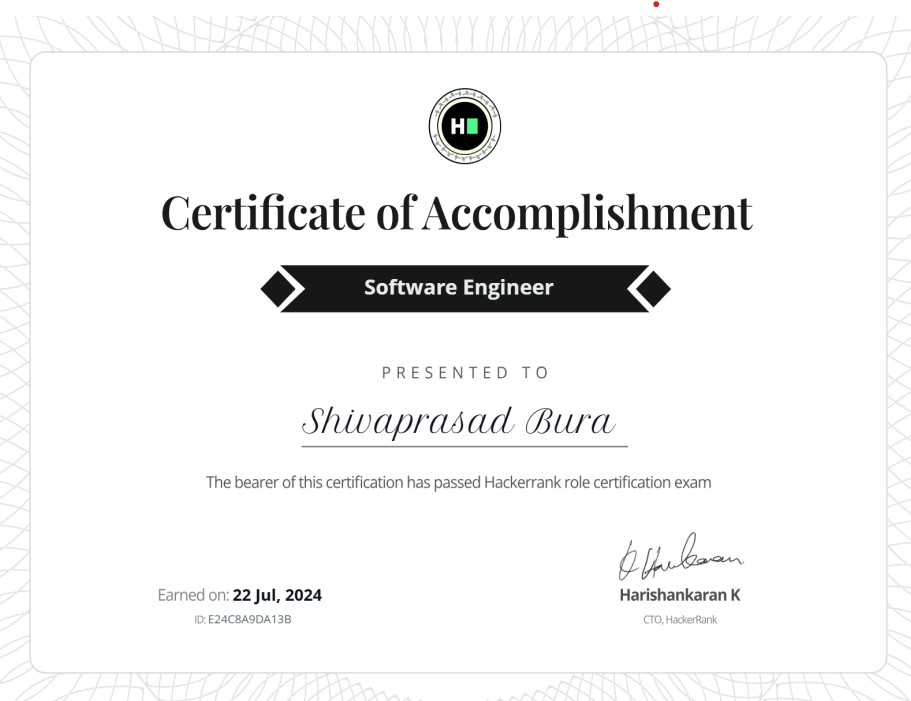 H
Certificate of Accomplishment
Software Engineer
PRESENTED TO
Shivaprasad Bura
The bearer of this certification has passed Hackerrank role certification exam
Earned on: 22 Jul, 2024
ID: E24C8A9DA13B
Harishankaran K
CTO, HackerRank